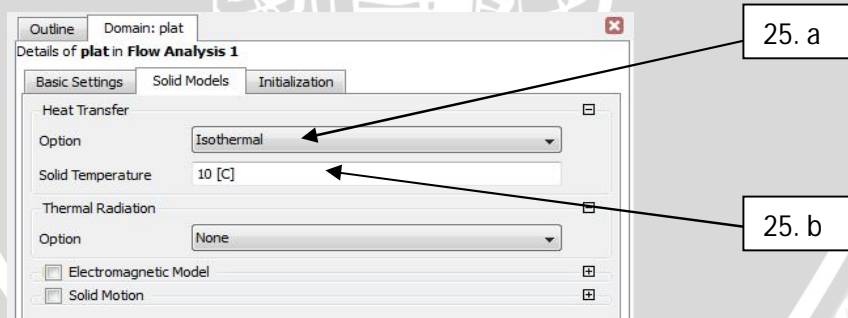 Outline Domain: plat
25. a
Details of plat in Flow Analysis 1
Basic Settings Solid Models Initialization
Heat Transfer
Option Isothermal
Solid Temperature 10 [C]
Thermal Radiation
25. b
Option None
Electromagnetic Model
Solid Motion